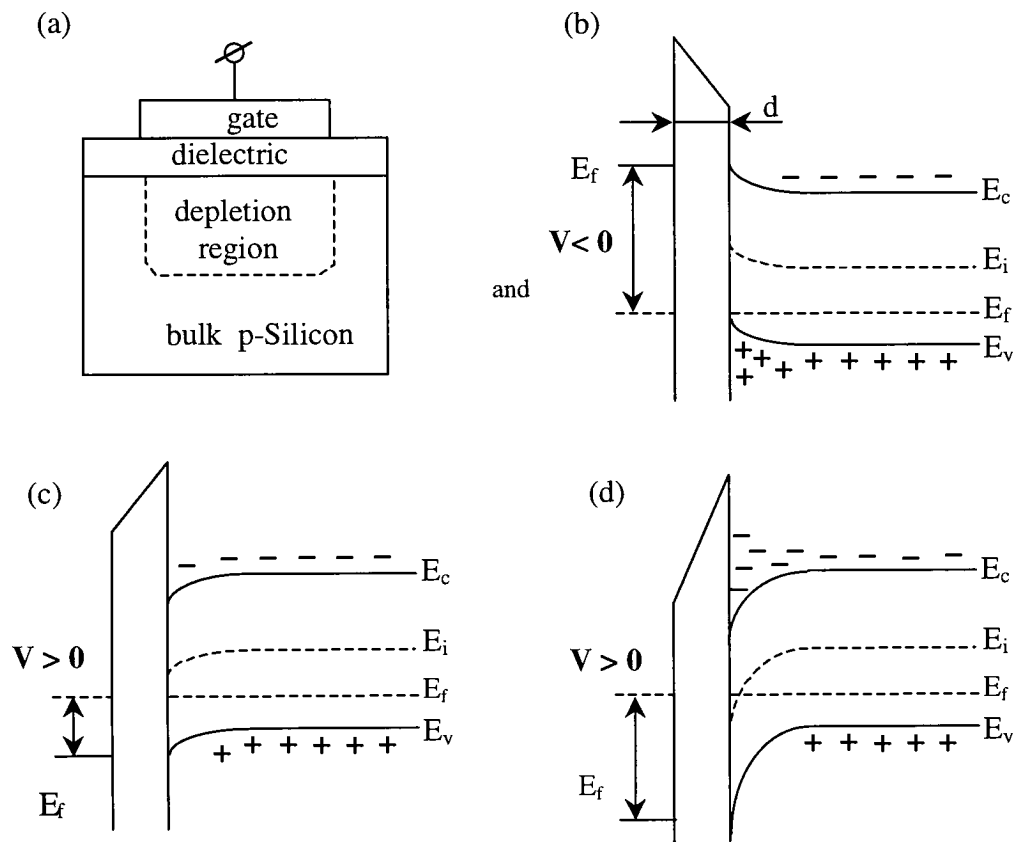 (a)
gate
dielectric
depletion
region
bulk p-Silicon
(b)
d
E_f
V< 0
E_c
E_i
E_f
E_v
and
(c)
V > 0
E_f
E_c
E_i
E_f
E_v
(d)
V > 0
E_f
E_c
E_i
E_f
E_v